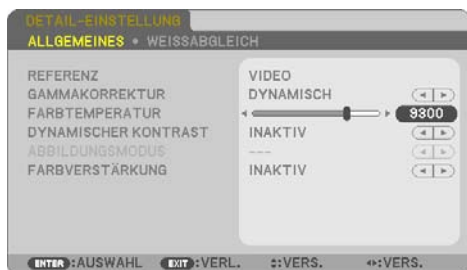 DETAIL-EINSTELLUNG
ALLGEMEINES • WEISSABGLEICH
REFERENZ VIDEO
GAMMAKORREKTUR DYNAMISCH
FARBTEMPERATUR 9300
DYNAMISCHER KONTRAST INAKTIV
ABBILDUNGSMODUS ---
FARBVERSTÄRKUNG INAKTIV
ENTER:AUSWAHL EXIT:VERL. :VERS. :VERS.